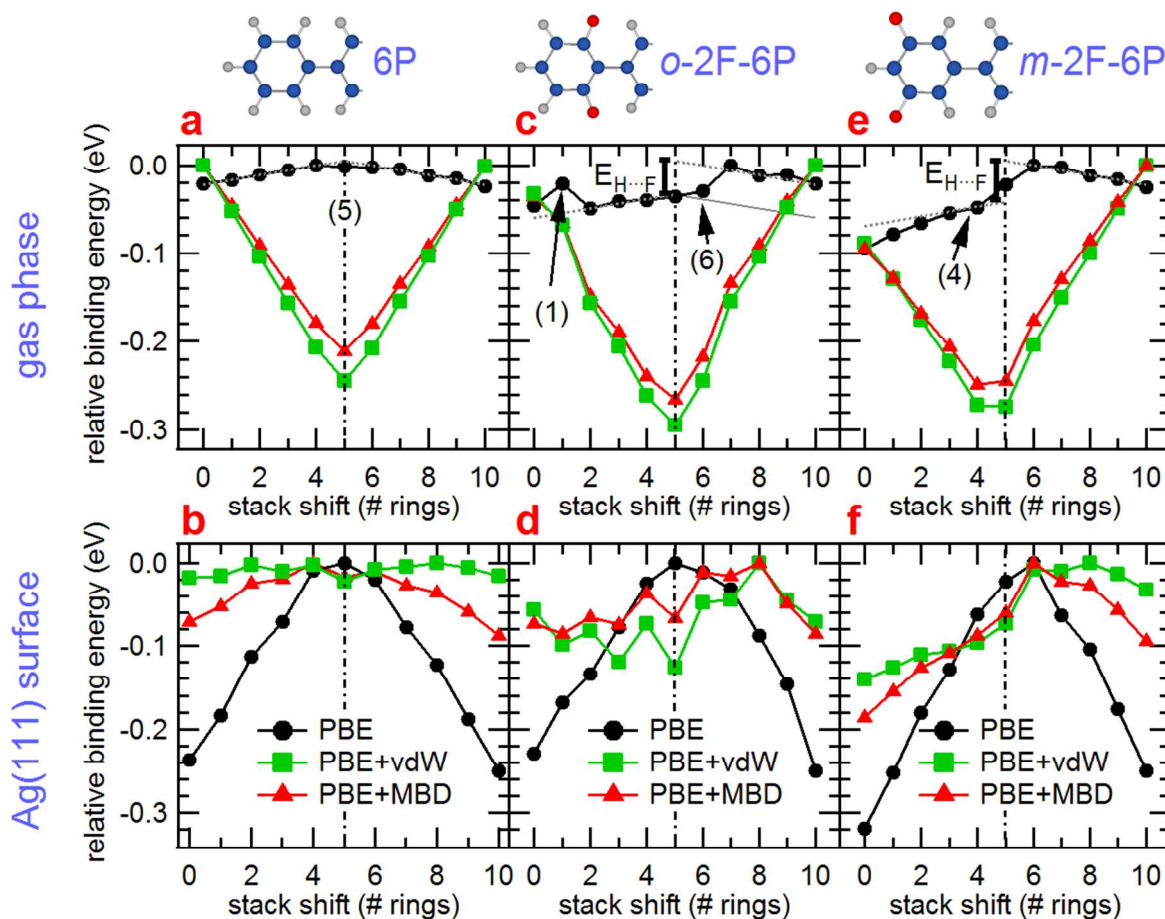 6P
o-2F-6P
m-2F-6P
a
c
e
gas phase
relative binding energy (eV)
0.0
-0.1
-0.2
-0.3
(5)
E_H...F
(1)
(6)
E_H...F
(4)
0 2 4 6 8 10
0 2 4 6 8 10
0 2 4 6 8 10
stack shift (# rings)
stack shift (# rings)
stack shift (# rings)
b
d
f
Ag(111) surface
relative binding energy (eV)
0.0
-0.1
-0.2
-0.3
PBE
PBE+vdW
PBE+MBD
PBE
PBE+vdW
PBE+MBD
PBE
PBE+vdW
PBE+MBD
0 2 4 6 8 10
0 2 4 6 8 10
0 2 4 6 8 10
stack shift (# rings)
stack shift (# rings)
stack shift (# rings)